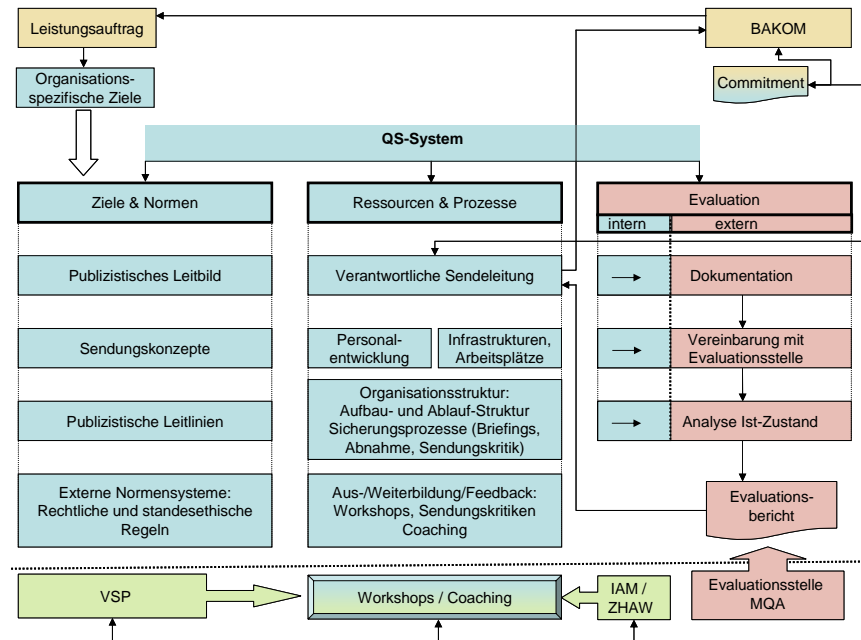 Leistungsauftrag
BAKOM
Organisations-
spezifische Ziele
Commitment
QS-System
Ziele & Normen
Ressourcen & Prozesse
Evaluation
intern
extern
Publizistisches Leitbild
Verantwortliche Sendeleitung
Dokumentation
Sendungskonzepte
Personal-
entwicklung
Infrastrukturen,
Arbeitsplätze
Vereinbarung mit
Evaluationsstelle
Publizistische Leitlinien
Organisationsstruktur:
Aufbau- und Ablauf-Struktur
Sicherungsprozesse (Briefings,
Abnahme, Sendungskritik)
Analyse Ist-Zustand
Externe Normensysteme:
Rechtliche und standesethische
Regeln
Aus-/Weiterbildung/Feedback:
Workshops, Sendungskritiken
Coaching
Evaluations-
bericht
VSP
Workshops / Coaching
IAM /
ZHAW
Evaluationsstelle
MQA